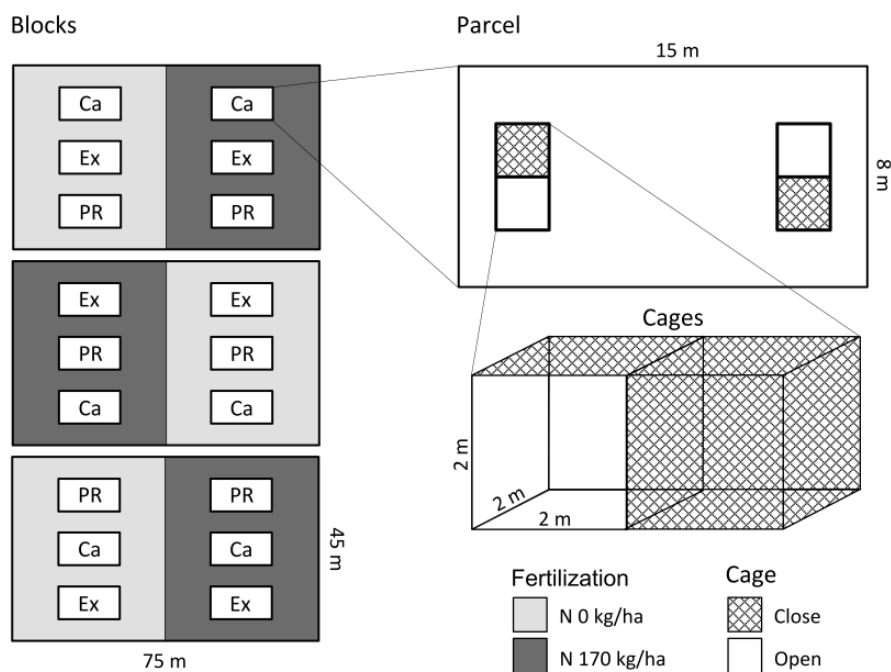 Blocks
Ca
Ca
Ex
Ex
PR
PR
Ex
Ex
PR
PR
Ca
Ca
PR
PR
Ca
Ca
Ex
Ex
45 m
75 m
Parcel
15 m
8 m
Cages
2 m
2 m
2 m
Fertilization
N 0 kg/ha
N 170 kg/ha
Cage
Close
Open